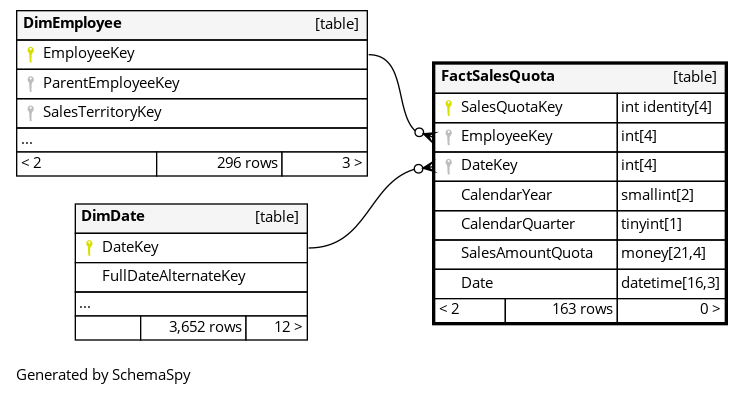 DimEmployee [table]
EmployeeKey
ParentEmployeeKey
SalesTerritoryKey
...
< 2 296 rows 3 >
DimDate [table]
DateKey
FullDateAlternateKey
...
3,652 rows 12 >
FactSalesQuota [table]
SalesQuotaKey int identity[4]
EmployeeKey int[4]
DateKey int[4]
CalendarYear smallint[2]
CalendarQuarter tinyint[1]
SalesAmountQuota money[21,4]
Date datetime[16,3]
< 2 163 rows 0 >
Generated by SchemaSpy